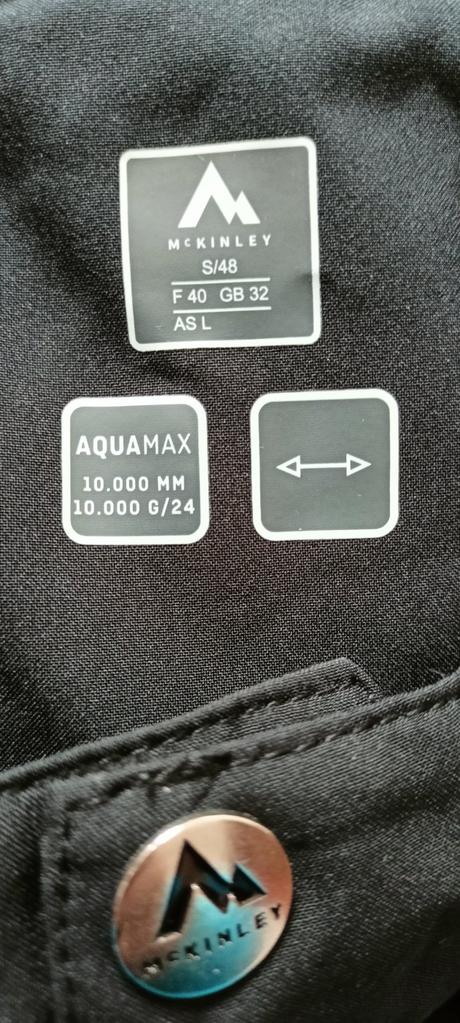 McKINLEY
S/48
F 40 GB 32
AS L
AQUAMAX
10.000 MM
10.000 G/24
McKINLEY